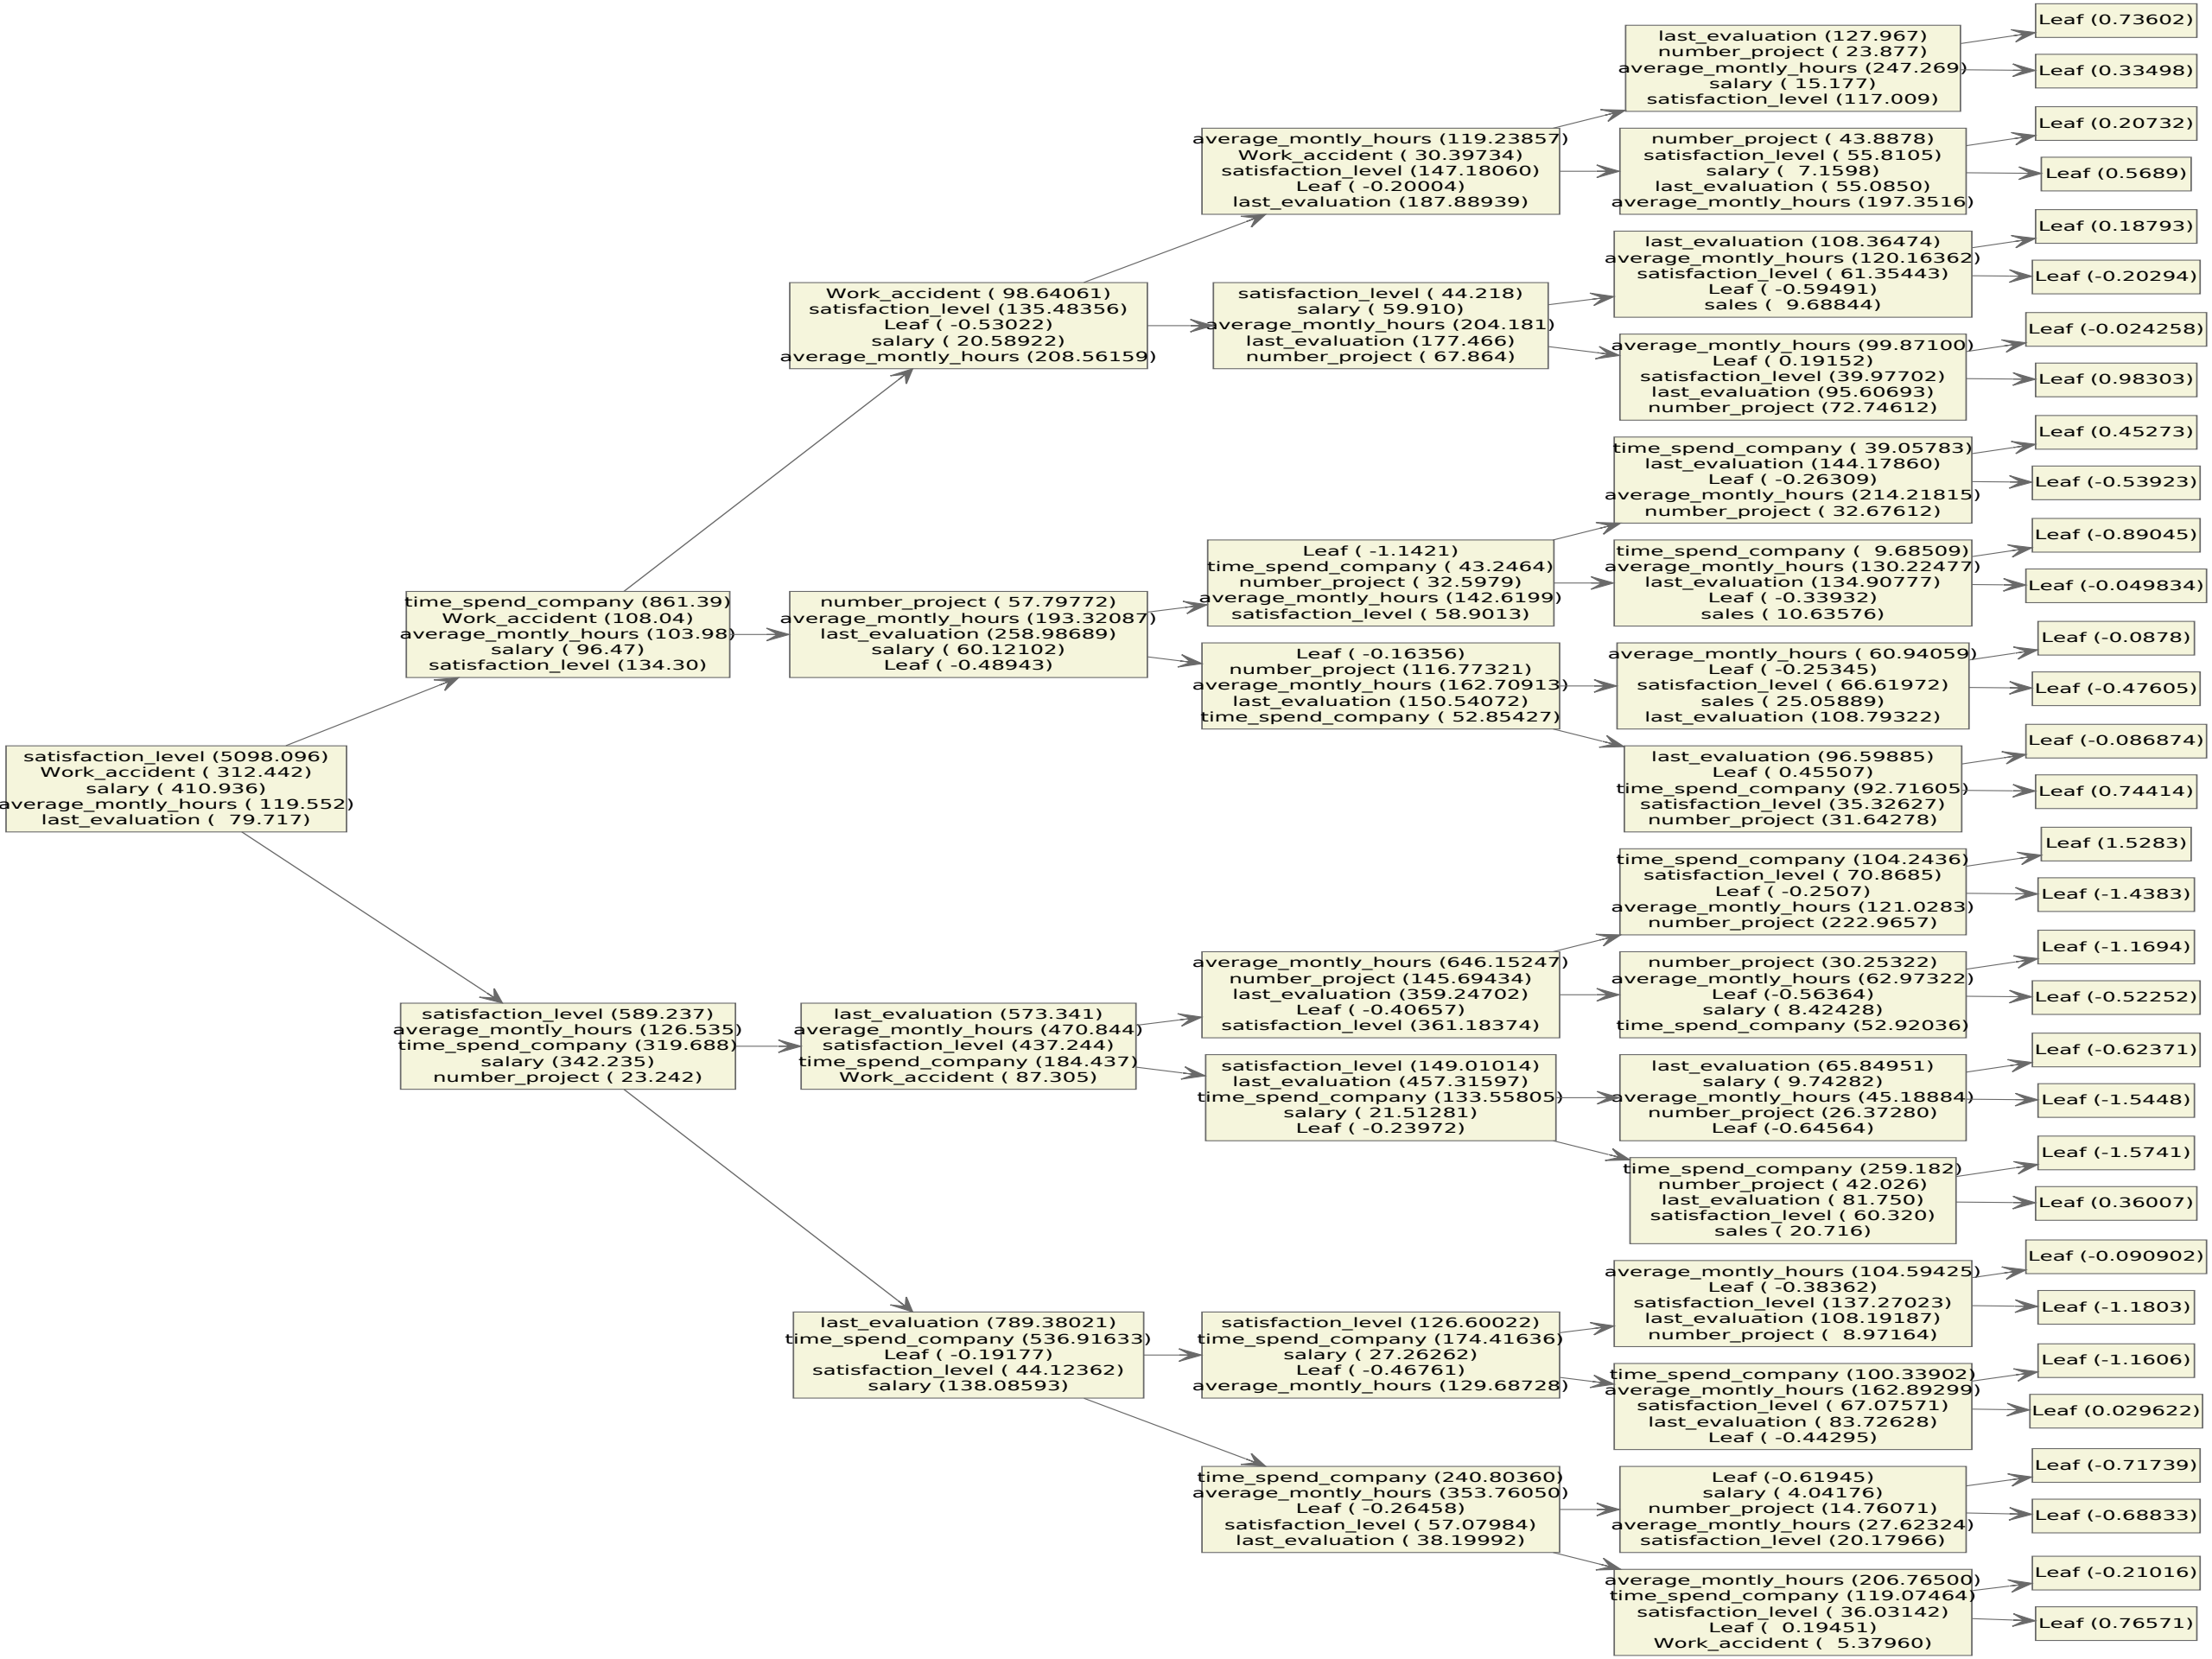 satisfaction_level (5098.096)
Work_accident ( 312.442)
salary ( 410.936)
average_montly_hours ( 119.552)
last_evaluation (  79.717)
time_spend_company (861.39)
Work_accident (108.04)
average_montly_hours (103.98)
salary ( 96.47)
satisfaction_level (134.30)
satisfaction_level (589.237)
average_montly_hours (126.535)
time_spend_company (319.688)
salary (342.235)
number_project ( 23.242)
Work_accident ( 98.64061)
satisfaction_level (135.48356)
Leaf ( -0.53022)
salary ( 20.58922)
average_montly_hours (208.56159)
number_project ( 57.79772)
average_montly_hours (193.32087)
last_evaluation (258.98689)
salary ( 60.12102)
Leaf ( -0.48943)
last_evaluation (573.341)
average_montly_hours (470.844)
satisfaction_level (437.244)
time_spend_company (184.437)
Work_accident ( 87.305)
last_evaluation (789.38021)
time_spend_company (536.91633)
Leaf ( -0.19177)
satisfaction_level ( 44.12362)
salary (138.08593)
average_montly_hours (119.23857)
Work_accident ( 30.39734)
satisfaction_level (147.18060)
Leaf ( -0.20004)
last_evaluation (187.88939)
satisfaction_level ( 44.218)
salary ( 59.910)
average_montly_hours (204.181)
last_evaluation (177.466)
number_project ( 67.864)
Leaf ( -1.1421)
time_spend_company ( 43.2464)
number_project ( 32.5979)
average_montly_hours (142.6199)
satisfaction_level ( 58.9013)
Leaf ( -0.16356)
number_project (116.77321)
average_montly_hours (162.70913)
last_evaluation (150.54072)
time_spend_company ( 52.85427)
average_montly_hours (646.15247)
number_project (145.69434)
last_evaluation (359.24702)
Leaf ( -0.40657)
satisfaction_level (361.18374)
satisfaction_level (149.01014)
last_evaluation (457.31597)
time_spend_company (133.55805)
salary ( 21.51281)
Leaf ( -0.23972)
satisfaction_level (126.60022)
time_spend_company (174.41636)
salary ( 27.26262)
Leaf ( -0.46761)
average_montly_hours (129.68728)
time_spend_company (240.80360)
average_montly_hours (353.76050)
Leaf ( -0.26458)
satisfaction_level ( 57.07984)
last_evaluation ( 38.19992)
last_evaluation (127.967)
number_project ( 23.877)
average_montly_hours (247.269)
salary ( 15.177)
satisfaction_level (117.009)
number_project ( 43.8878)
satisfaction_level ( 55.8105)
salary (  7.1598)
last_evaluation ( 55.0850)
average_montly_hours (197.3516)
last_evaluation (108.36474)
average_montly_hours (120.16362)
satisfaction_level ( 61.35443)
Leaf ( -0.59491)
sales (  9.68844)
average_montly_hours (99.87100)
Leaf ( 0.19152)
satisfaction_level (39.97702)
last_evaluation (95.60693)
number_project (72.74612)
time_spend_company ( 39.05783)
last_evaluation (144.17860)
Leaf ( -0.26309)
average_montly_hours (214.21815)
number_project ( 32.67612)
time_spend_company (  9.68509)
average_montly_hours (130.22477)
last_evaluation (134.90777)
Leaf ( -0.33932)
sales ( 10.63576)
average_montly_hours ( 60.94059)
Leaf ( -0.25345)
satisfaction_level ( 66.61972)
sales ( 25.05889)
last_evaluation (108.79322)
last_evaluation (96.59885)
Leaf ( 0.45507)
time_spend_company (92.71605)
satisfaction_level (35.32627)
number_project (31.64278)
time_spend_company (104.2436)
satisfaction_level ( 70.8685)
Leaf ( -0.2507)
average_montly_hours (121.0283)
number_project (222.9657)
number_project (30.25322)
average_montly_hours (62.97322)
Leaf (-0.56364)
salary ( 8.42428)
time_spend_company (52.92036)
last_evaluation (65.84951)
salary ( 9.74282)
average_montly_hours (45.18884)
number_project (26.37280)
Leaf (-0.64564)
time_spend_company (259.182)
number_project ( 42.026)
last_evaluation ( 81.750)
satisfaction_level ( 60.320)
sales ( 20.716)
average_montly_hours (104.59425)
Leaf ( -0.38362)
satisfaction_level (137.27023)
last_evaluation (108.19187)
number_project (  8.97164)
time_spend_company (100.33902)
average_montly_hours (162.89299)
satisfaction_level ( 67.07571)
last_evaluation ( 83.72628)
Leaf ( -0.44295)
Leaf (-0.61945)
salary ( 4.04176)
number_project (14.76071)
average_montly_hours (27.62324)
satisfaction_level (20.17966)
average_montly_hours (206.76500)
time_spend_company (119.07464)
satisfaction_level ( 36.03142)
Leaf (  0.19451)
Work_accident (  5.37960)
Leaf (0.73602)
Leaf (0.33498)
Leaf (0.20732)
Leaf (0.5689)
Leaf (0.18793)
Leaf (-0.20294)
Leaf (-0.024258)
Leaf (0.98303)
Leaf (0.45273)
Leaf (-0.53923)
Leaf (-0.89045)
Leaf (-0.049834)
Leaf (-0.0878)
Leaf (-0.47605)
Leaf (-0.086874)
Leaf (0.74414)
Leaf (1.5283)
Leaf (-1.4383)
Leaf (-1.1694)
Leaf (-0.52252)
Leaf (-0.62371)
Leaf (-1.5448)
Leaf (-1.5741)
Leaf (0.36007)
Leaf (-0.090902)
Leaf (-1.1803)
Leaf (-1.1606)
Leaf (0.029622)
Leaf (-0.71739)
Leaf (-0.68833)
Leaf (-0.21016)
Leaf (0.76571)